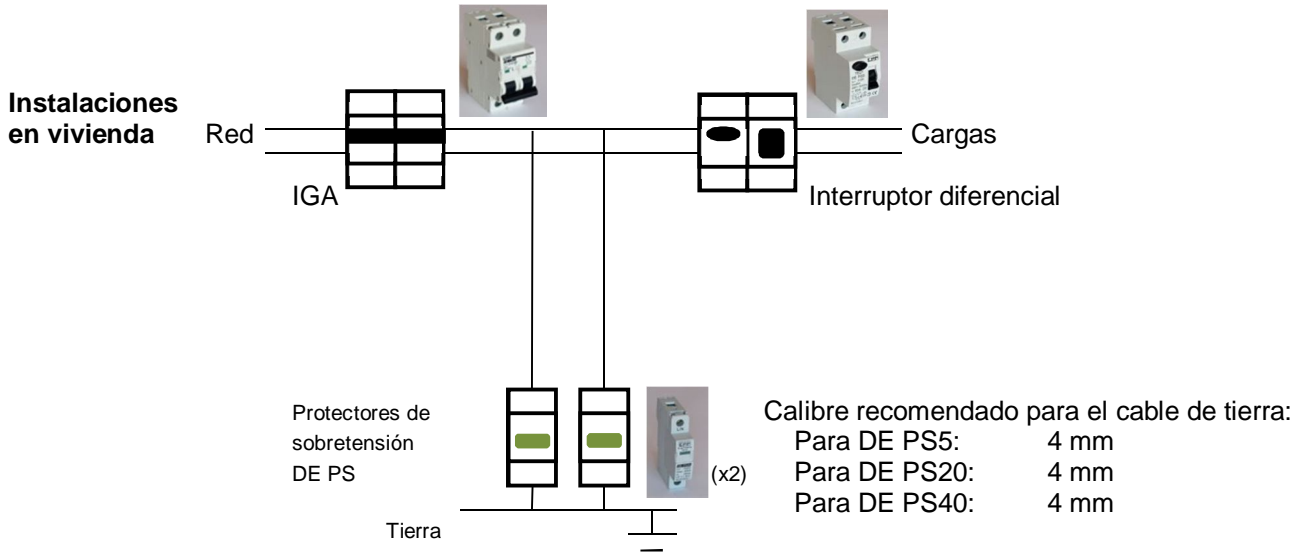 Instalaciones
en vivienda
Red
Cargas
IGA
Interruptor diferencial
Protectores de
sobretensión
DE PS
(x2)
Calibre recomendado para el cable de tierra:
Para DE PS5: 4 mm
Para DE PS20: 4 mm
Para DE PS40: 4 mm
Tierra